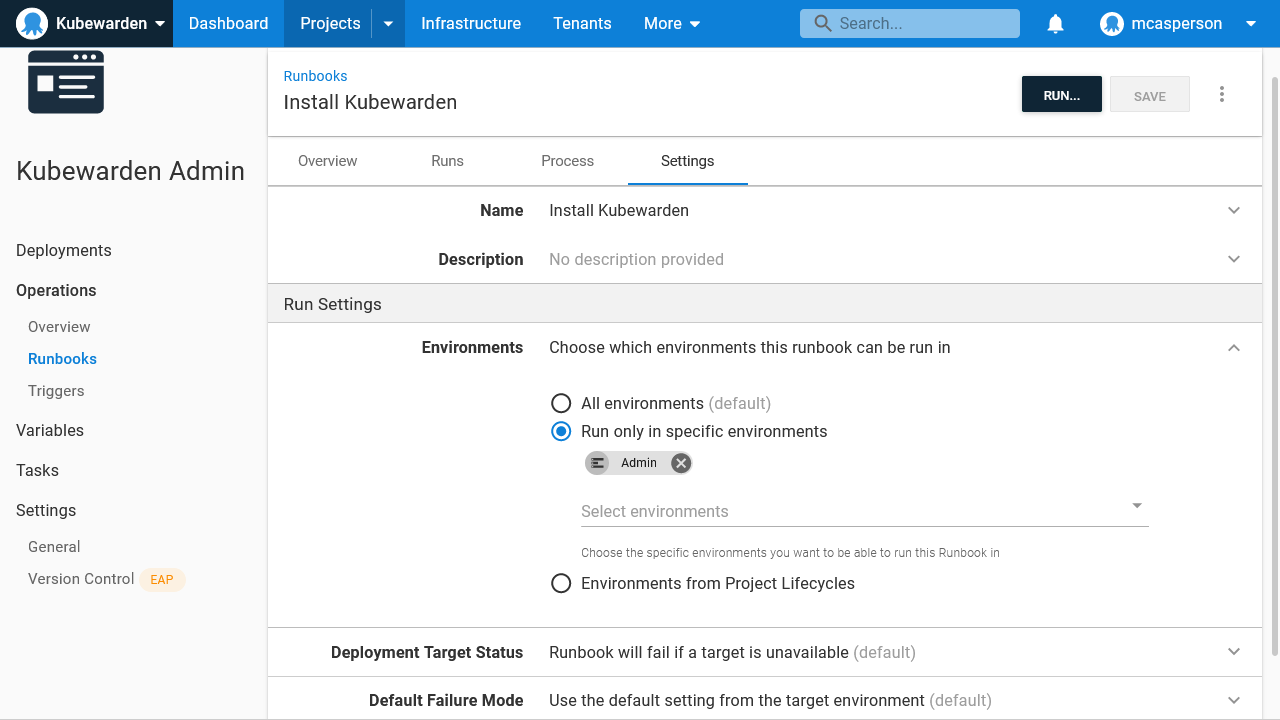 Kubewarden Dashboard Projects Infrastructure Tenants More Search... mcasperson
Kubewarden Admin
Deployments
Operations
Overview
Runbooks
Triggers
Variables
Tasks
Settings
General
Version Control EAP
Runbooks
Install Kubewarden
RUN... SAVE
Overview Runs Process Settings
Name Install Kubewarden
Description No description provided
Run Settings
Environments Choose which environments this runbook can be run in
All environments (default)
Run only in specific environments
Admin
Select environments
Choose the specific environments you want to be able to run this Runbook in
Environments from Project Lifecycles
Deployment Target Status Runbook will fail if a target is unavailable (default)
Default Failure Mode Use the default setting from the target environment (default)